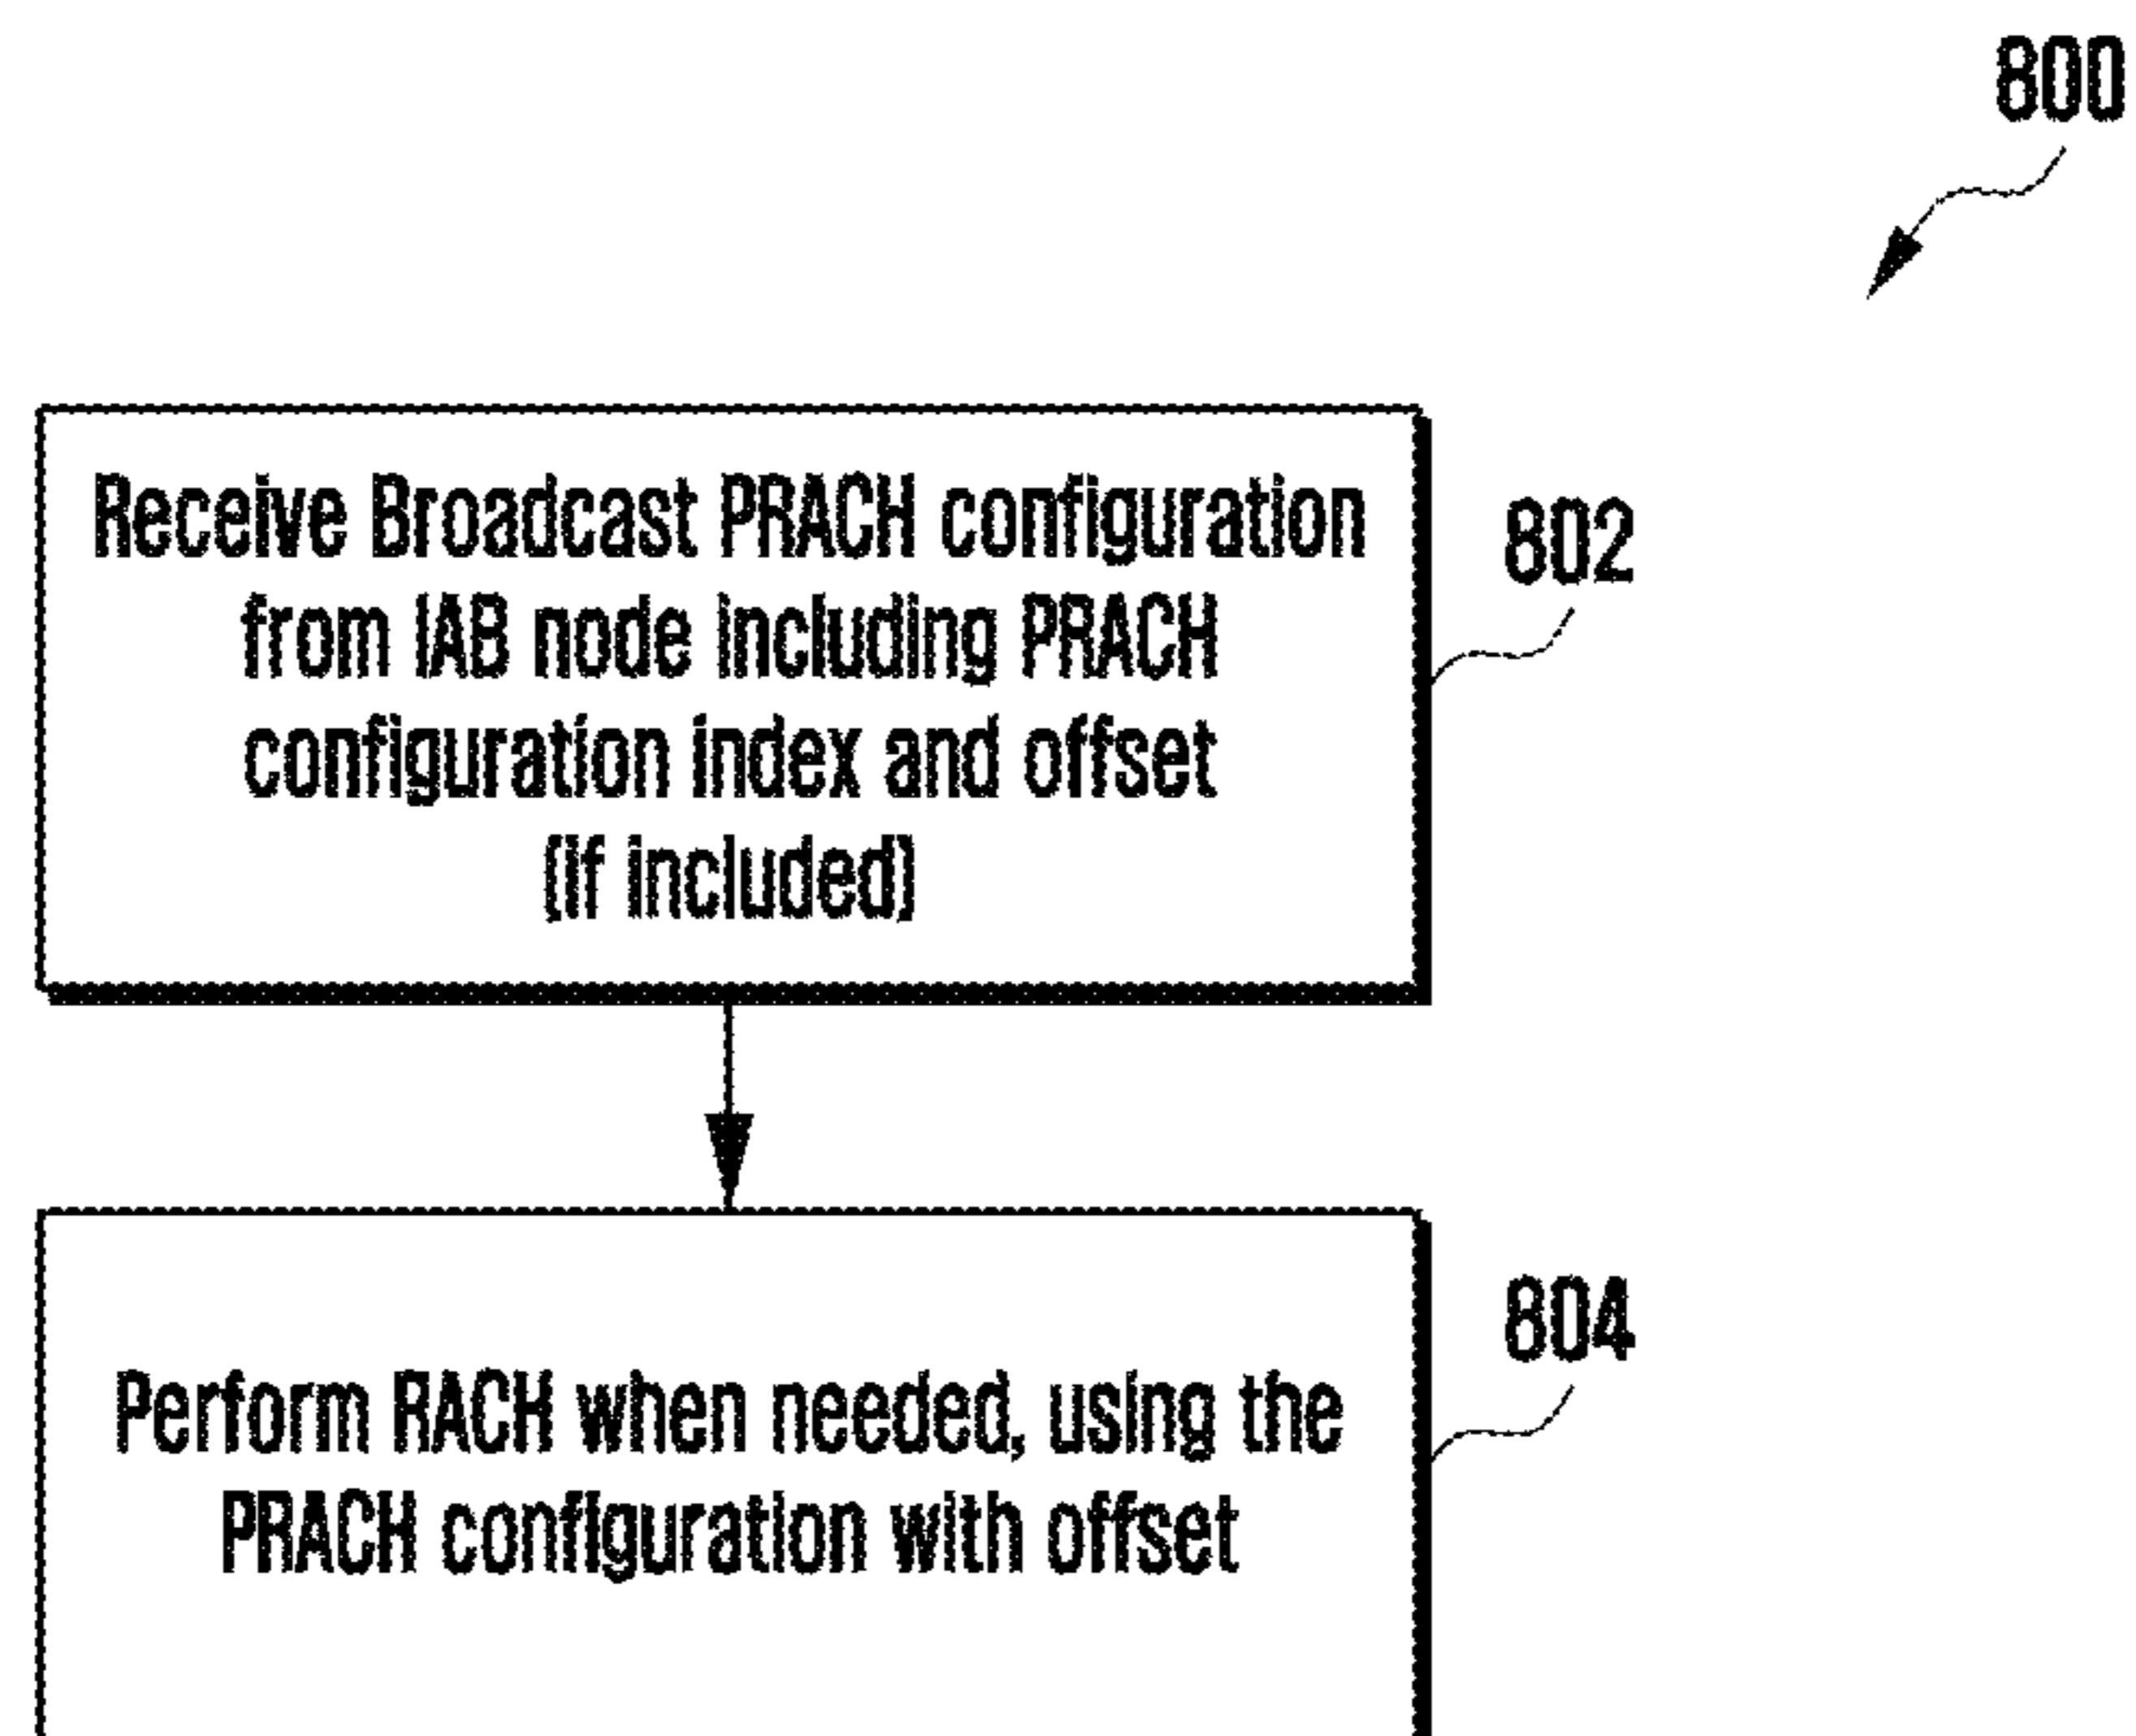 800
Receive Broadcast PRACH configuration
from IAB node including PRACH
configuration index and offset
(if included)
802
Perform RACH when needed, using the
PRACH configuration with offset
804